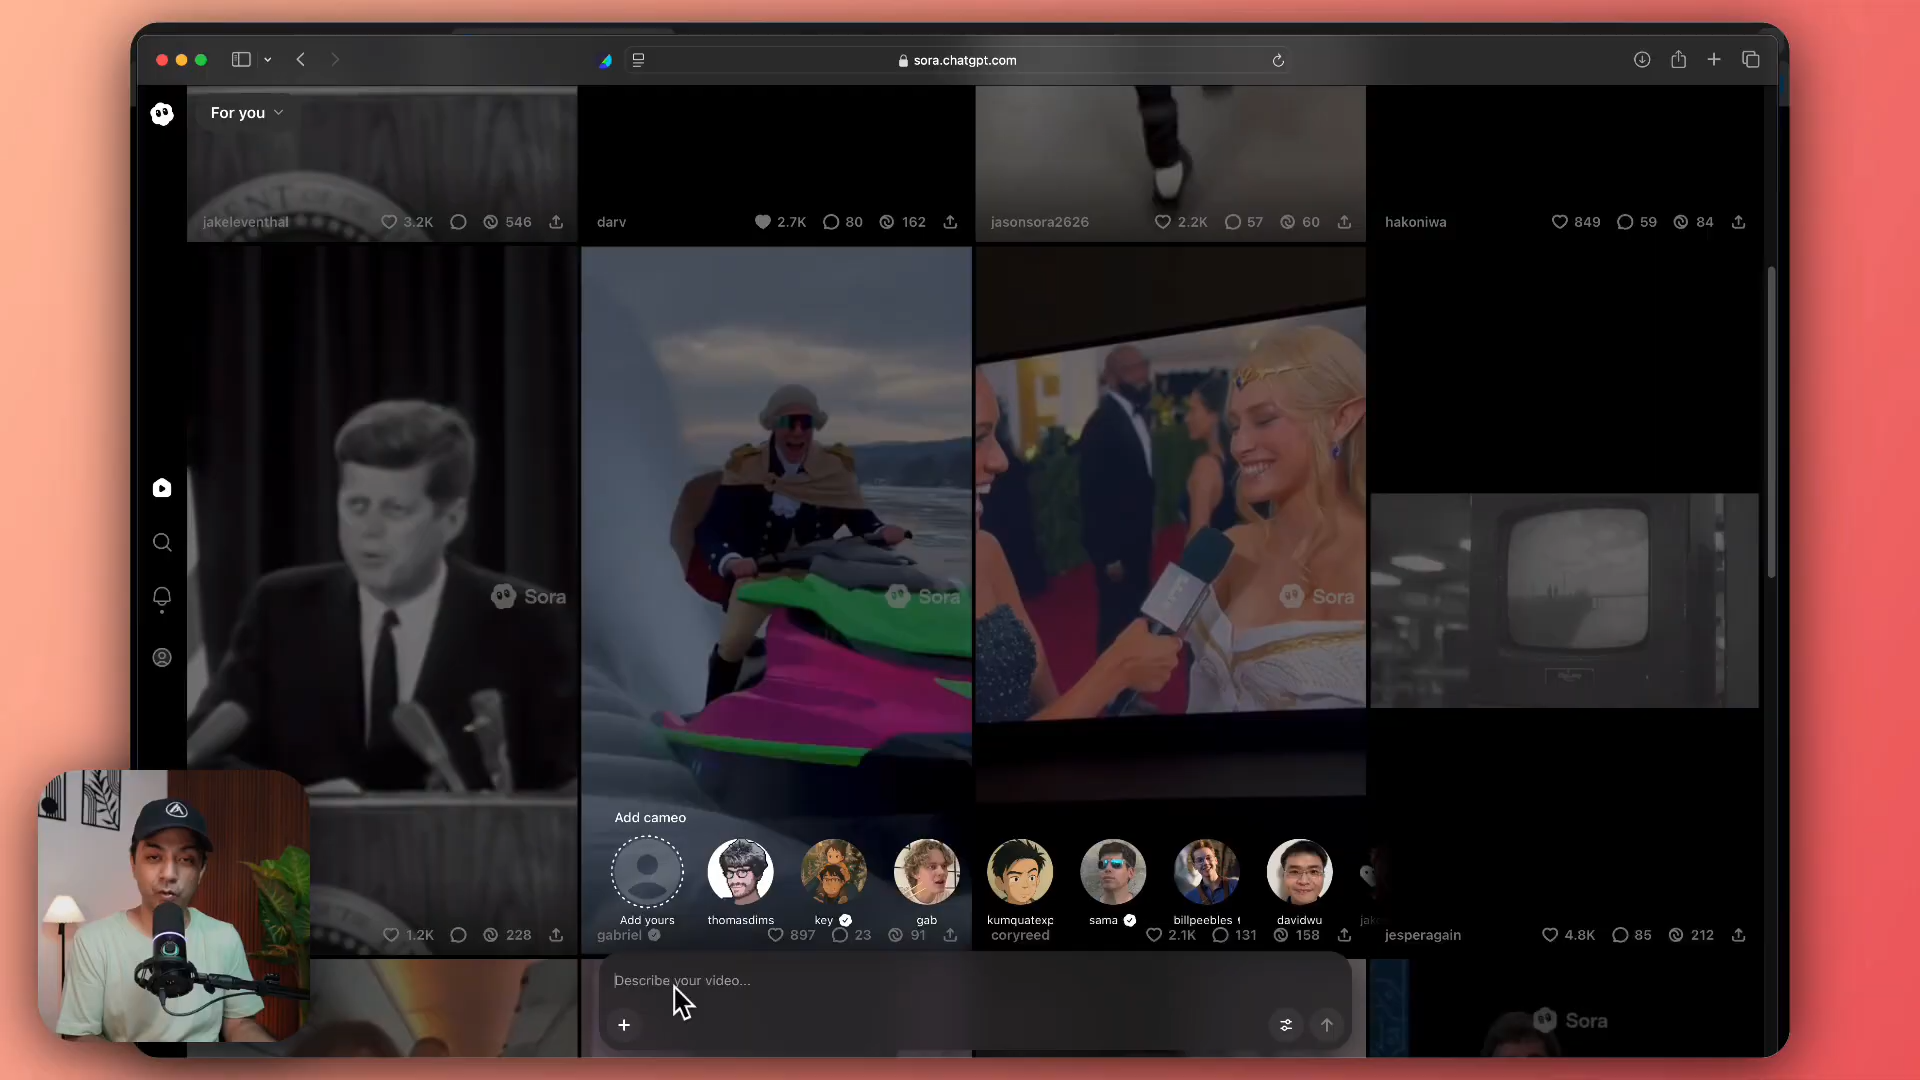 sora.chatgpt.com
For you
ENT OF
jakeleventhal 3.2K 546
darv 2.7K 80 162
jasonsora2626 2.2K 57 60
hakoniwa 849 59 84
Sora
Sora
Sora
Add cameo
Add yours
thomasdims
key
gab
kumquatexp
sama
billpeebles
davidwu
jak
1.2K 228
gabriel 897 23 91
coryreed 2.1K 131 158
jesperagain 4.8K 85 212
Describe your video...
Sora